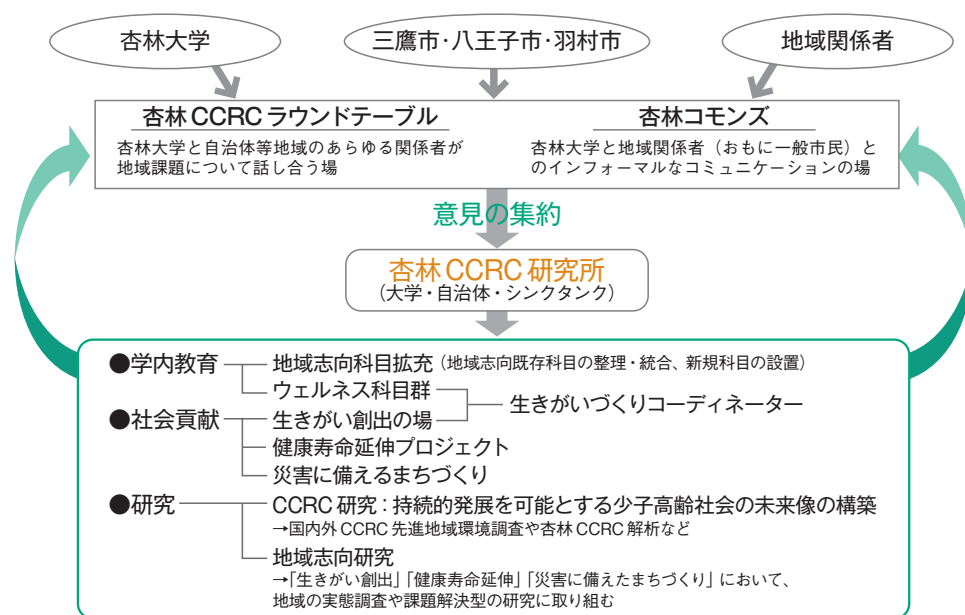 杏林大学
三鷹市・八王子市・羽村市
地域関係者
杏林 CCRC ラウンドテーブル
杏林大学と自治体等地域のあらゆる関係者が
地域課題について話し合う場
杏林コモンズ
杏林大学と地域関係者（おもに一般市民）と
のインフォーマルなコミュニケーションの場
意見の集約
杏林 CCRC 研究所
（大学・自治体・シンクタンク）
●学内教育
地域志向科目拡充（地域志向既存科目の整理・統合、新規科目の設置）
ウェルネス科目群
生きがいづくりコーディネーター
●社会貢献
生きがい創出の場
健康寿命延伸プロジェクト
災害に備えるまちづくり
●研究
CCRC 研究：持続的発展を可能とする少子高齢社会の未来像の構築
→国内外 CCRC 先進地域環境調査や杏林 CCRC 解析など
地域志向研究
→「生きがい創出」「健康寿命延伸」「災害に備えたまちづくり」において、
地域の実態調査や課題解決型の研究に取り組む